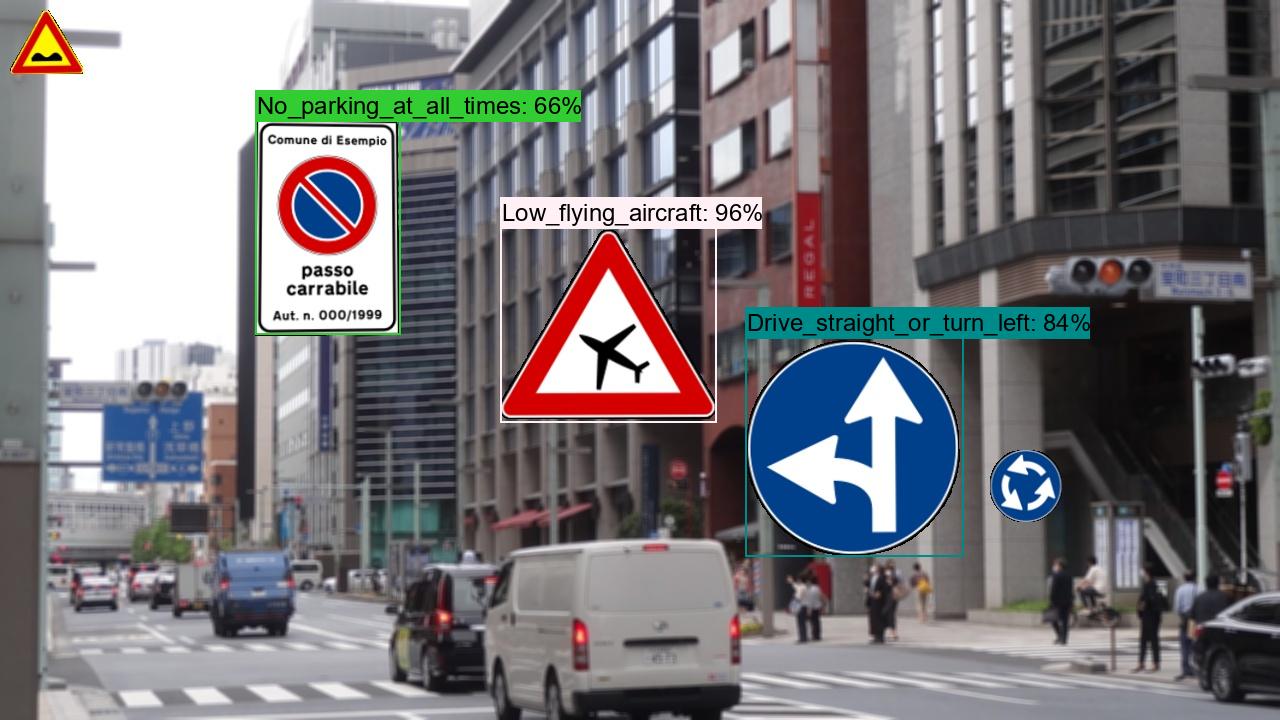 No_parking_at_all_times: 66%
Comune di Esempio
passo
carrabile
Aut. n. 000/1999
Low_flying_aircraft: 96%
REGAL
Drive_straight_or_turn_left: 84%